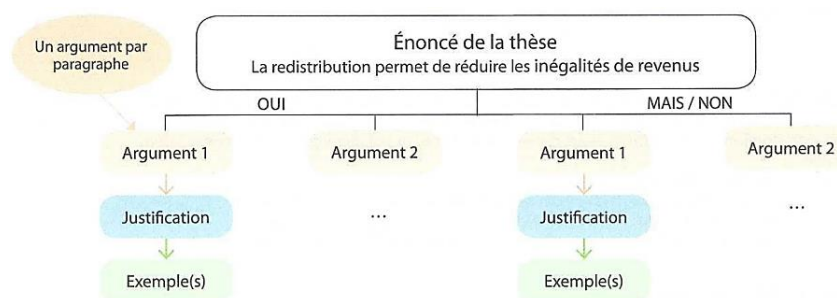 Un argument par
paragraphe
Énoncé de la thèse
La redistribution permet de réduire les inégalités de revenus
OUI
MAIS / NON
Argument 1
Argument 2
Argument 1
Argument 2
Justification
...
Justification
...
Exemple(s)
Exemple(s)